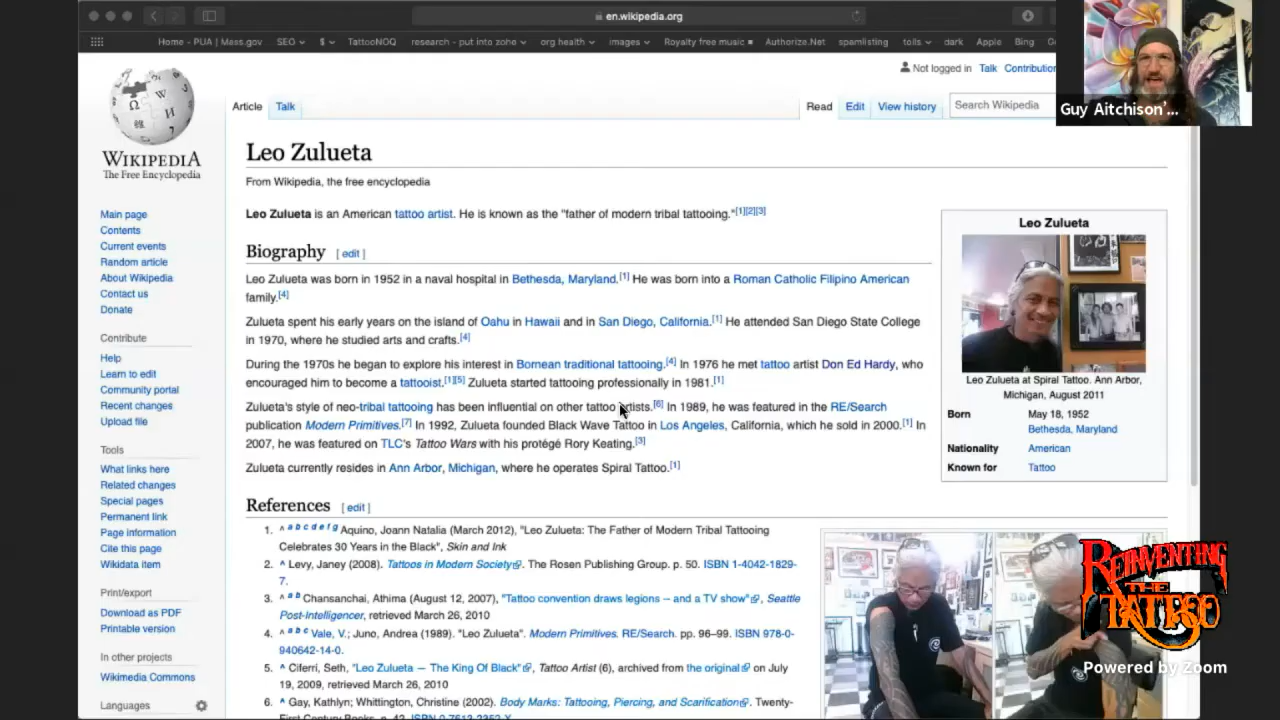 en.wikipedia.org
Home - PUA | Mass.gov SEO $ TattooNOQ research - put into zoho org health images Royalty free music Authorize.Net spamlisting tolls dark Apple Bing
Guy Aitchison'...
Not logged in Talk Contribution
Article Talk Read Edit View history Search Wikipedia
WIKIPEDIA
The Free Encyclopedia
Main page
Contents
Current events
Random article
About Wikipedia
Contact us
Donate
Contribute
Help
Learn to edit
Community portal
Recent changes
Upload file
Tools
What links here
Related changes
Special pages
Permanent link
Page information
Cite this page
Wikidata item
Print/export
Download as PDF
Printable version
In other projects
Wikimedia Commons
Languages
Leo Zulueta
From Wikipedia, the free encyclopedia
Leo Zulueta is an American tattoo artist. He is known as the "father of modern tribal tattooing."[1][2][3]
Biography [ edit ]
Leo Zulueta was born in 1952 in a naval hospital in Bethesda, Maryland.[1] He was born into a Roman Catholic Filipino American
family.[4]
Zulueta spent his early years on the island of Oahu in Hawaii and in San Diego, California.[1] He attended San Diego State College
in 1970, where he studied arts and crafts.[4]
During the 1970s he began to explore his interest in Bornean traditional tattooing.[4] In 1976 he met tattoo artist Don Ed Hardy, who
encouraged him to become a tattooist.[1][5] Zulueta started tattooing professionally in 1981.[1]
Zulueta's style of neo-tribal tattooing has been influential on other tattoo artists.[6] In 1989, he was featured in the RE/Search
publication Modern Primitives.[7] In 1992, Zulueta founded Black Wave Tattoo in Los Angeles, California, which he sold in 2000.[1] In
2007, he was featured on TLC's Tattoo Wars with his protégé Rory Keating.[3]
Zulueta currently resides in Ann Arbor, Michigan, where he operates Spiral Tattoo.[1]
Leo Zulueta
Leo Zulueta at Spiral Tattoo. Ann Arbor,
Michigan, August 2011
Born May 18, 1952
Bethesda, Maryland
Nationality American
Known for Tattoo
References [ edit ]
1. ^ a b c d e f g Aquino, Joann Natalia (March 2012), "Leo Zulueta: The Father of Modern Tribal Tattooing
Celebrates 30 Years in the Black", Skin and Ink
2. ^ Levy, Janey (2008). Tattoos in Modern Society. The Rosen Publishing Group. p. 50. ISBN 1-4042-1829-
7.
3. ^ a b Chansanchai, Athima (August 12, 2007), "Tattoo convention draws legions -- and a TV show", Seattle
Post-Intelligencer, retrieved March 26, 2010
4. ^ a b c Vale, V.; Juno, Andrea (1989). "Leo Zulueta". Modern Primitives. RE/Search. pp. 96–99. ISBN 978-0-
940642-14-0.
5. ^ Ciferri, Seth, "Leo Zulueta — The King Of Black", Tattoo Artist (6), archived from the original on July
19, 2009, retrieved March 26, 2010
6. ^ Gay, Kathlyn; Whittington, Christine (2002). Body Marks: Tattooing, Piercing, and Scarification. Twenty-
First Century Books. p. 42. ISBN 0-7613-2352-X
REINVENTING
THE
TATTOO
Powered by Zoom